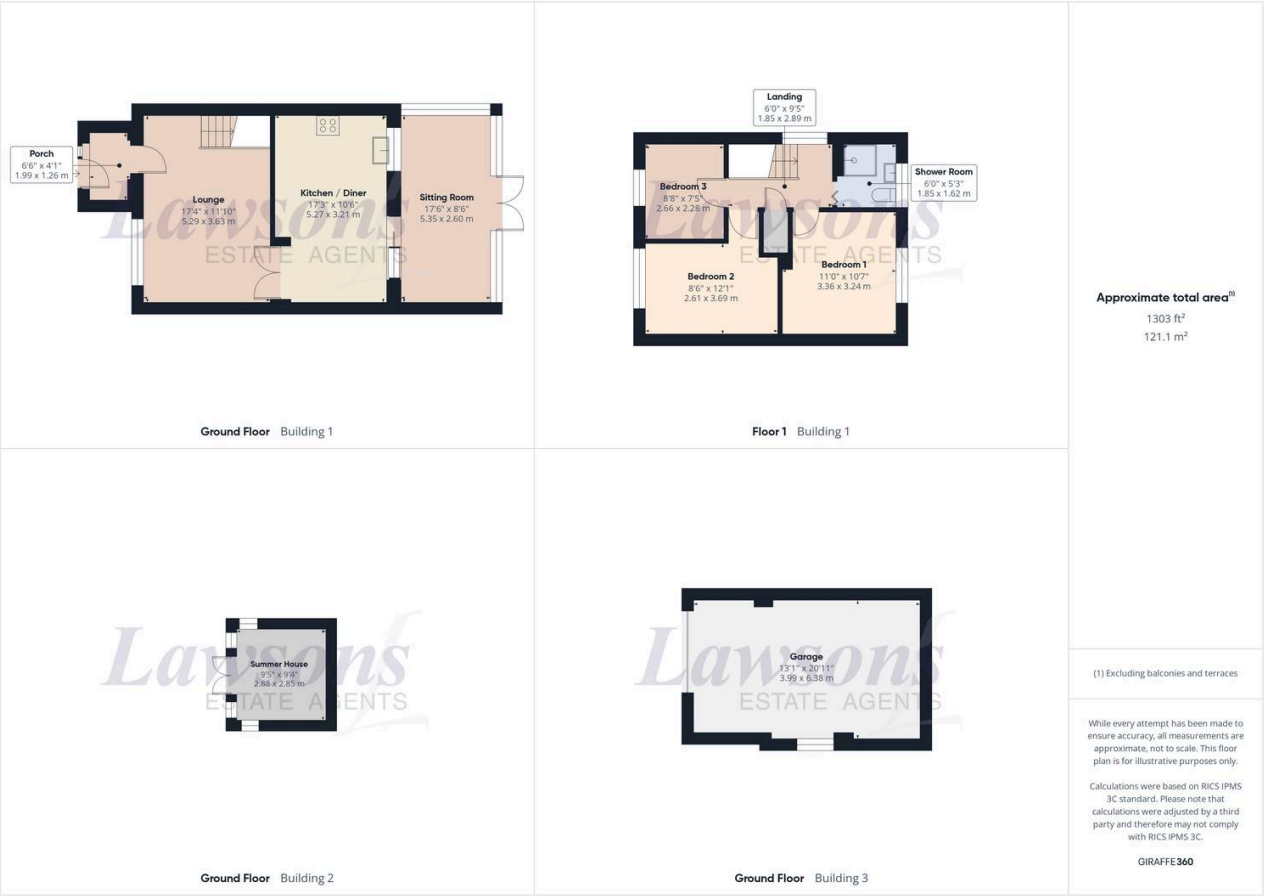 Porch
6'6" x 4'1"
1.99 x 1.26 m
Lounge
17'4" x 11'10"
5.29 x 3.63 m
Kitchen / Diner
17'3" x 10'6"
5.27 x 3.21 m
Sitting Room
17'6" x 8'6"
5.35 x 2.60 m
Lawsons
ESTATE AGENTS
Ground Floor Building 1
Landing
6'0" x 9'5"
1.85 x 2.89 m
Shower Room
6'0" x 5'3"
1.85 x 1.62 m
Bedroom 3
8'8" x 7'5"
2.66 x 2.28 m
Bedroom 2
8'6" x 12'1"
2.61 x 3.69 m
Bedroom 1
11'0" x 10'7"
3.36 x 3.24 m
Lawsons
ESTATE AGENTS
Floor 1 Building 1
Summer House
9'5" x 9'4"
2.88 x 2.85 m
Lawsons
ESTATE AGENTS
Ground Floor Building 2
Garage
13'1" x 20'11"
3.99 x 6.38 m
Lawsons
ESTATE AGENTS
Ground Floor Building 3
Approximate total area(1)
1303 ft²
121.1 m²
(1) Excluding balconies and terraces
While every attempt has been made to
ensure accuracy, all measurements are
approximate, not to scale. This floor
plan is for illustrative purposes only.
Calculations were based on RICS IPMS
3C standard. Please note that
calculations were adjusted by a third
party and therefore may not comply
with RICS IPMS 3C.
GIRAFFE360